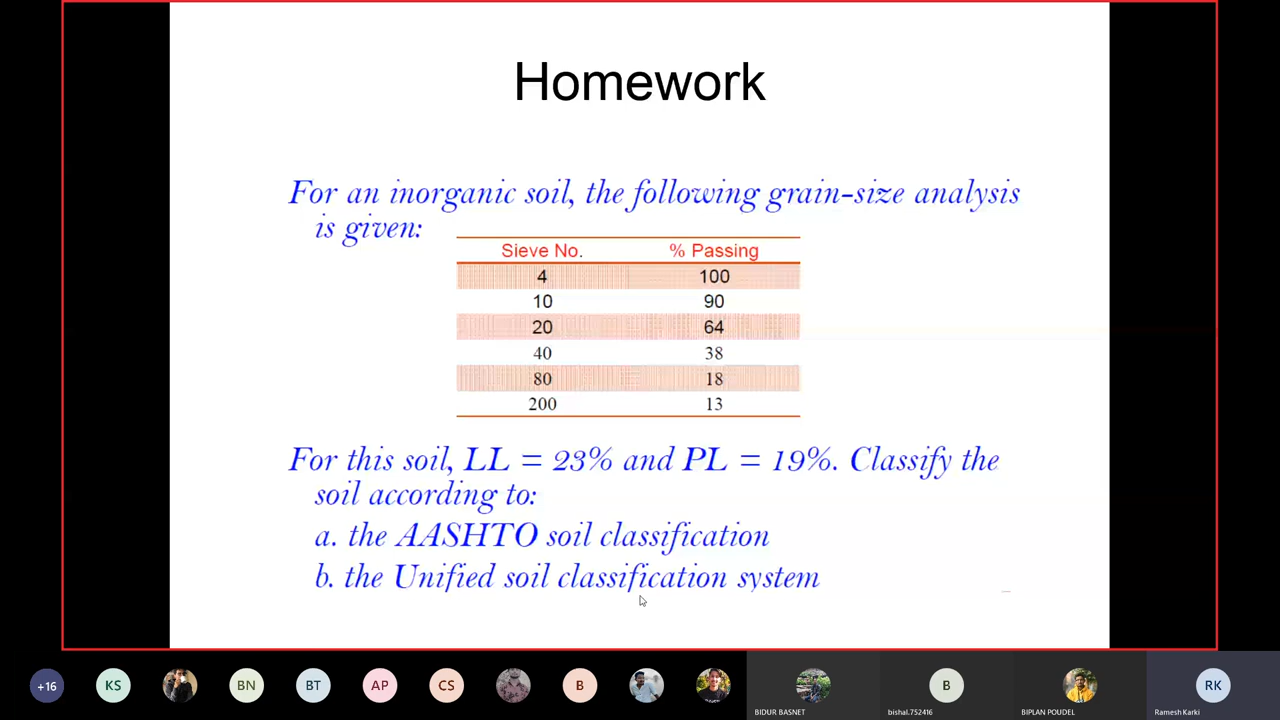 Homework
For an inorganic soil, the following grain-size analysis
is given:
Sieve No. % Passing
4 100
10 90
20 64
40 38
80 18
200 13
For this soil, LL = 23% and PL = 19%. Classify the
soil according to:
a. the AASHTO soil classification
b. the Unified soil classification system
+16 KS BN BT AP CS B B RK
BIDUR BASNET bishal.752416 BIPLAN POUDEL Ramesh Karki